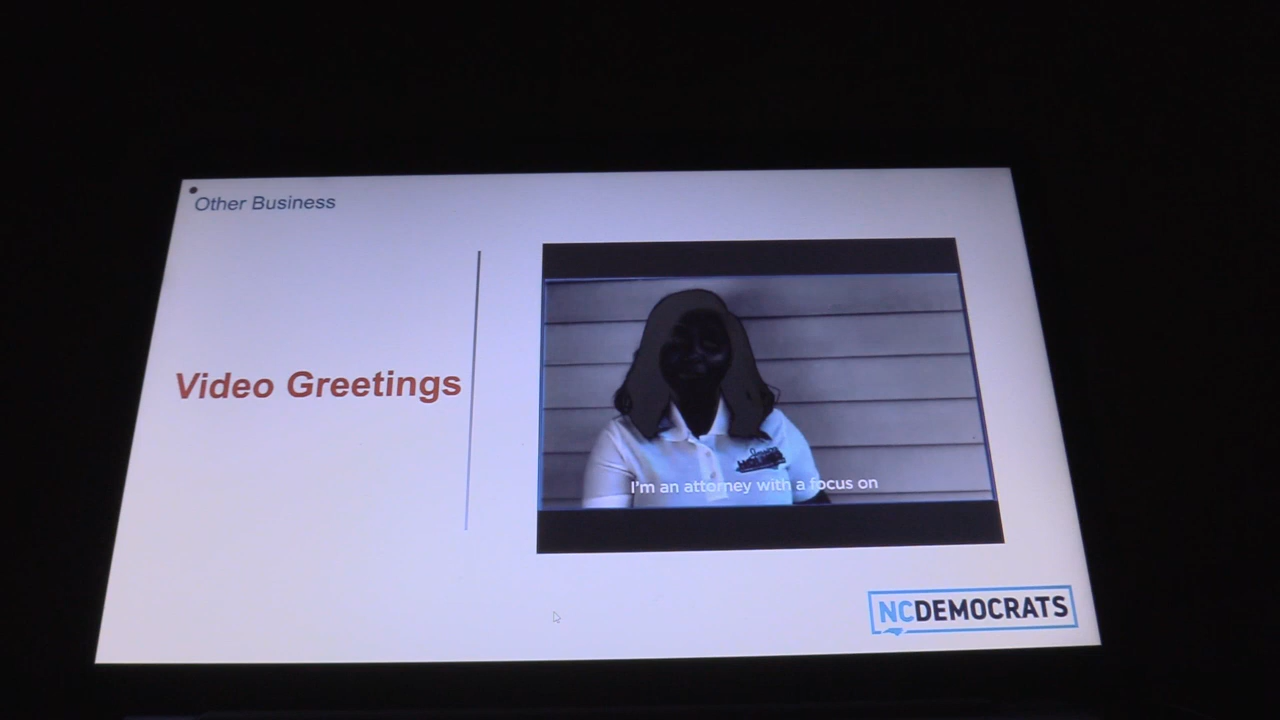 Other Business
Video Greetings
I'm an attorney with a focus on
NCDEMOCRATS